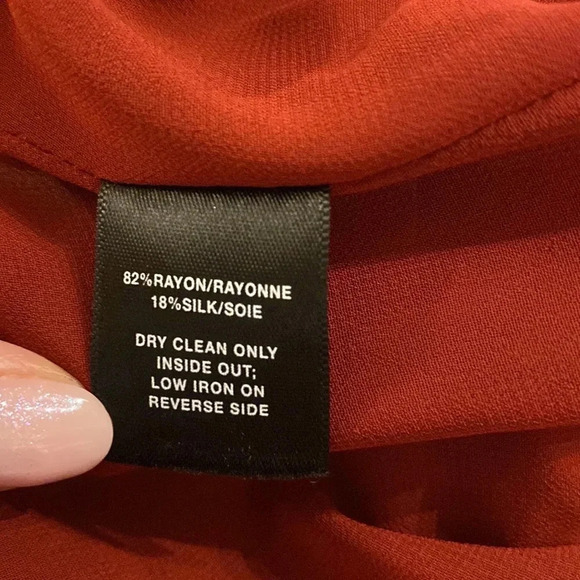 82%RAYON/RAYONNE
18%SILK/SOIE
DRY CLEAN ONLY
INSIDE OUT;
LOW IRON ON
REVERSE SIDE